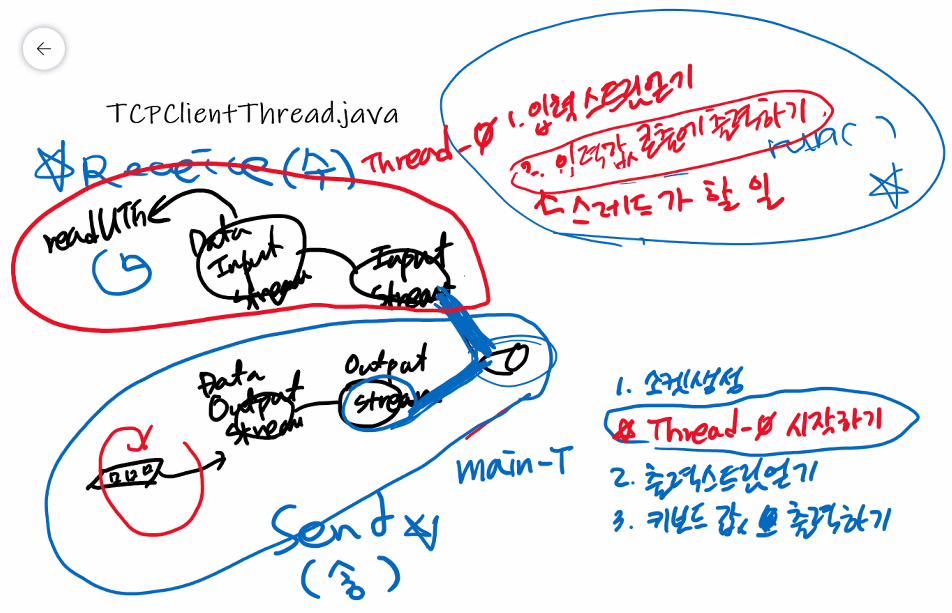 TCPClientThread.java
☆Receive(수)
Thread-0
1. 입력 스트림얻기
2. 입력값 콘솔에 출력하기
run( )
스레드가 할 일
☆
readUTF
Data
Input
Stream
Input
Stream
Data
Output
Stream
Output
Stream
main-T
Send☆
(송)
1. 소켓생성
☆ Thread-0 시작하기
2. 출력스트림얻기
3. 키보드 값 출력하기